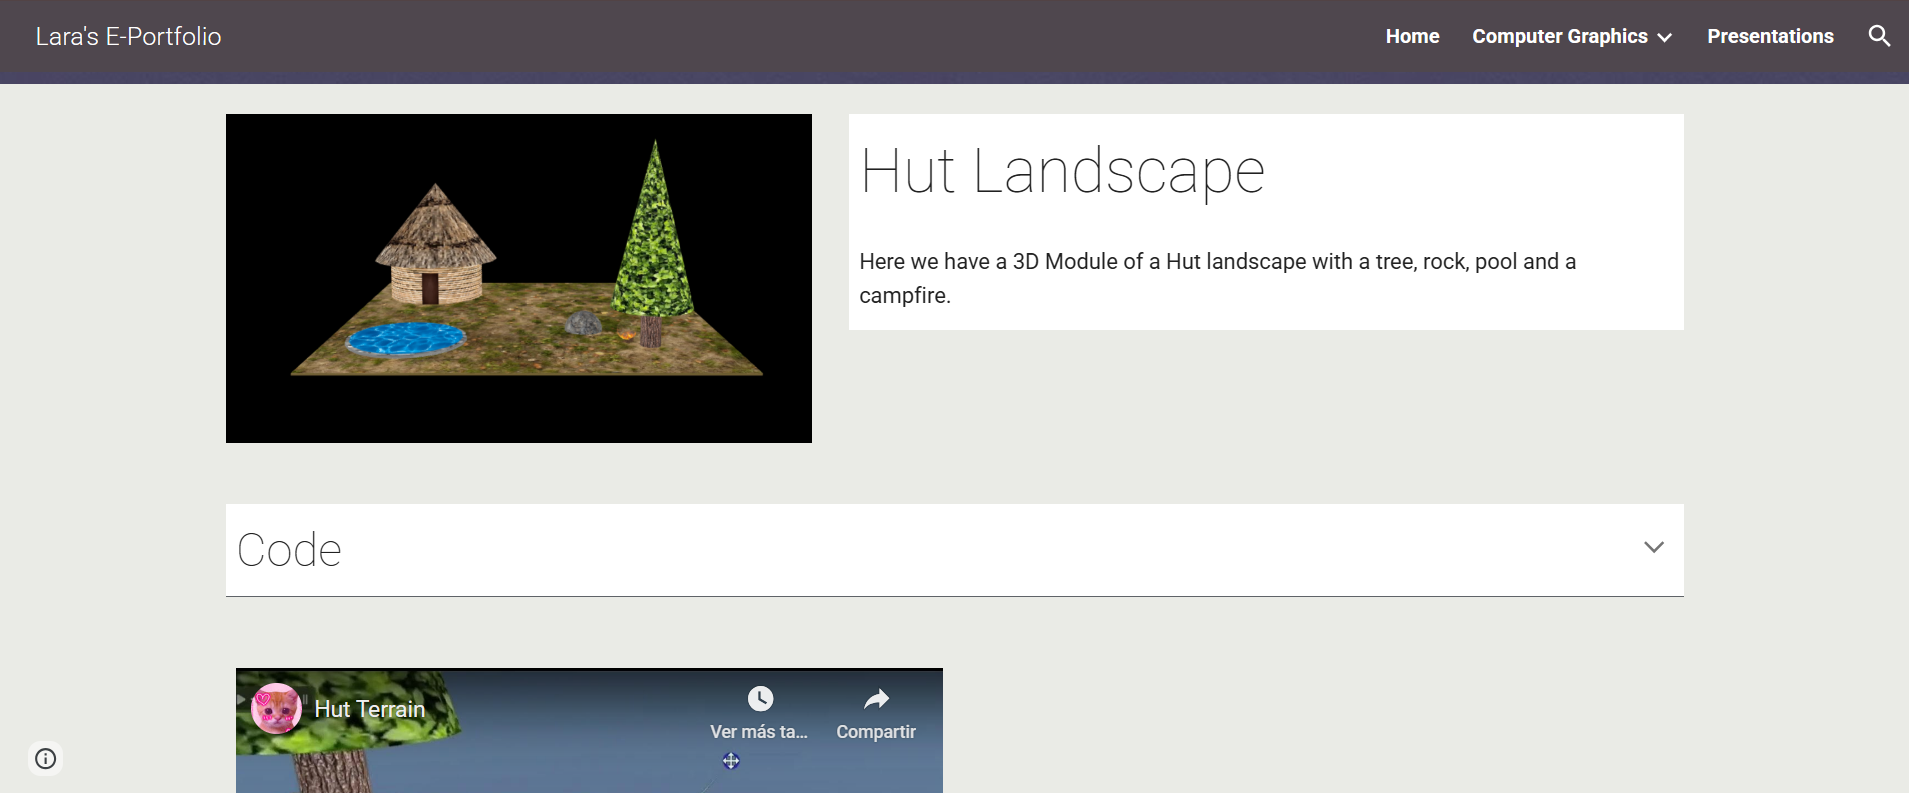 Lara's E-Portfolio
Home
Computer Graphics
Presentations
Hut Landscape
Here we have a 3D Module of a Hut landscape with a tree, rock, pool and a
campfire.
Code
Hut Terrain
Ver más ta...
Compartir